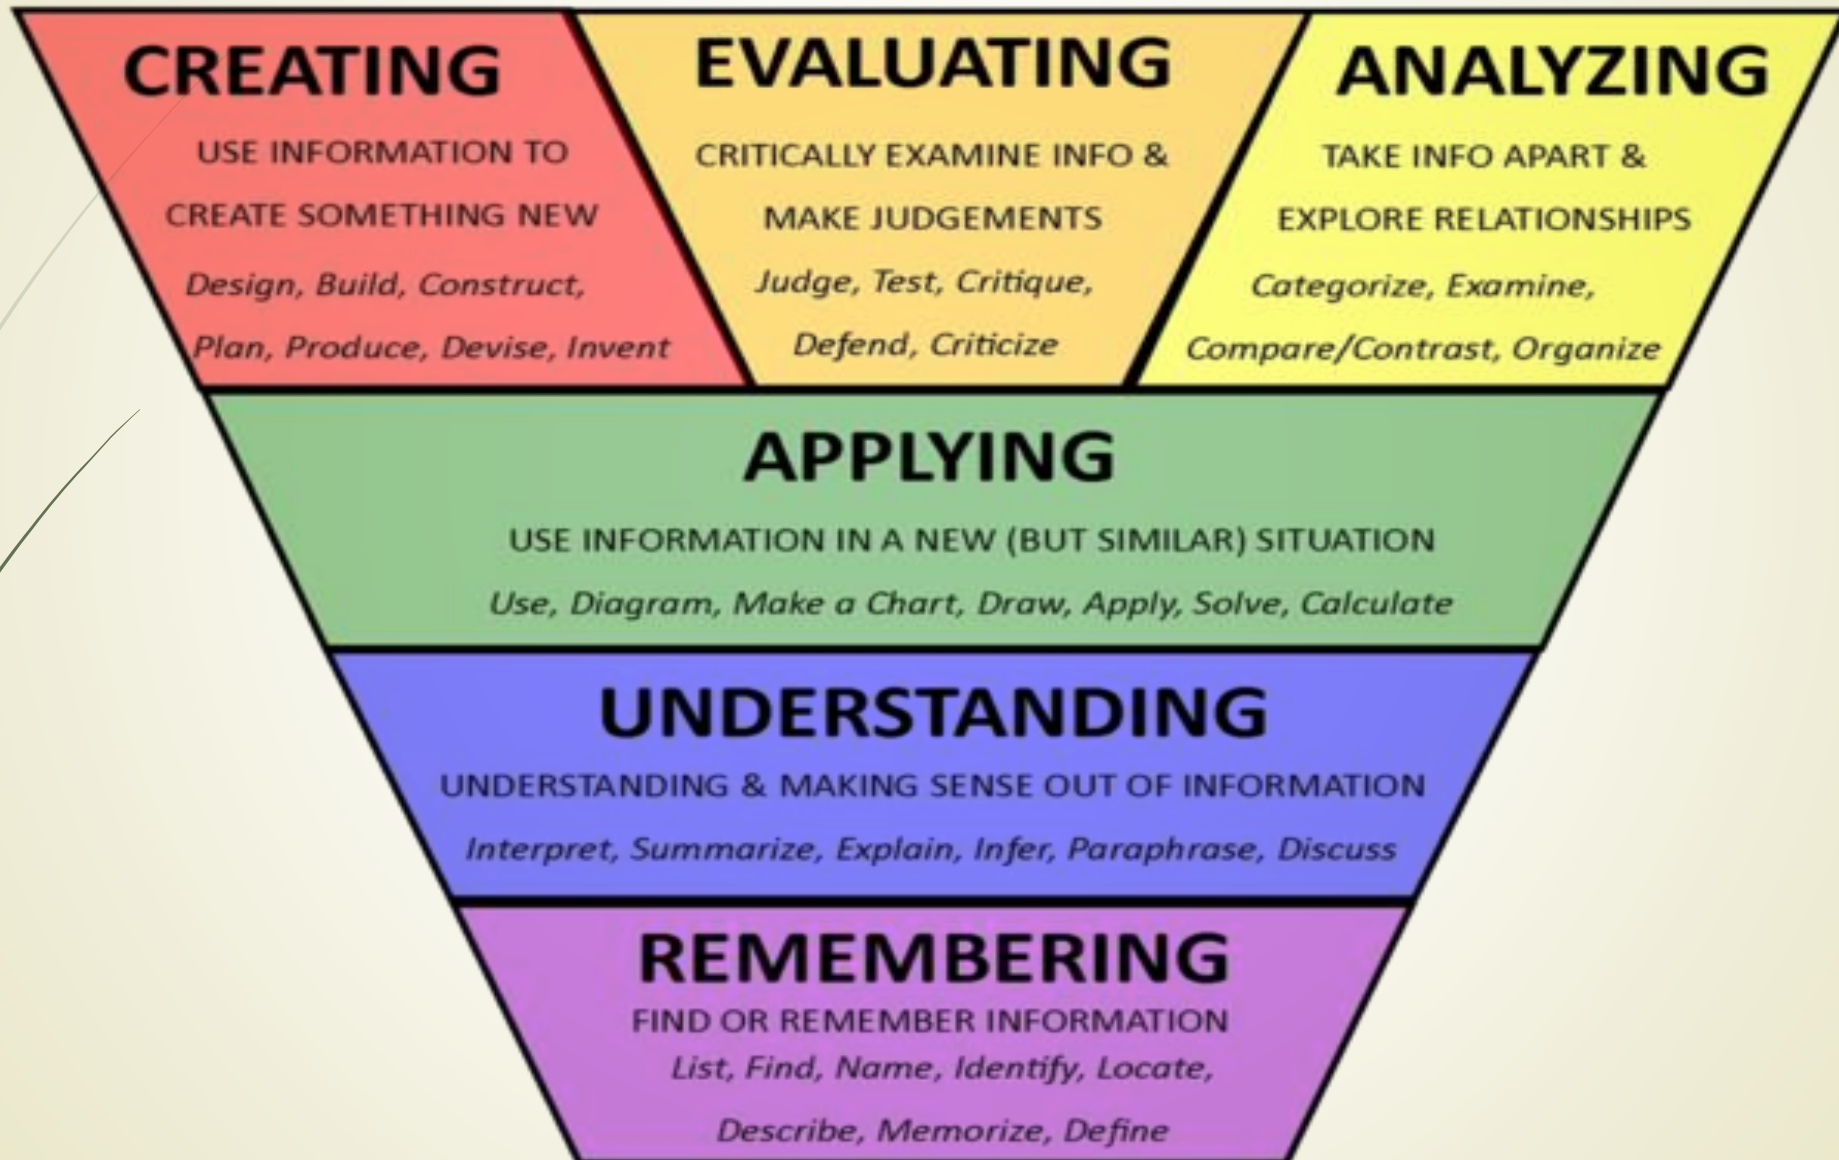 CREATING
USE INFORMATION TO
CREATE SOMETHING NEW
Design, Build, Construct,
Plan, Produce, Devise, Invent
EVALUATING
CRITICALLY EXAMINE INFO &
MAKE JUDGEMENTS
Judge, Test, Critique,
Defend, Criticize
ANALYZING
TAKE INFO APART &
EXPLORE RELATIONSHIPS
Categorize, Examine,
Compare/Contrast, Organize
APPLYING
USE INFORMATION IN A NEW (BUT SIMILAR) SITUATION
Use, Diagram, Make a Chart, Draw, Apply, Solve, Calculate
UNDERSTANDING
UNDERSTANDING & MAKING SENSE OUT OF INFORMATION
Interpret, Summarize, Explain, Infer, Paraphrase, Discuss
REMEMBERING
FIND OR REMEMBER INFORMATION
List, Find, Name, Identify, Locate,
Describe, Memorize, Define